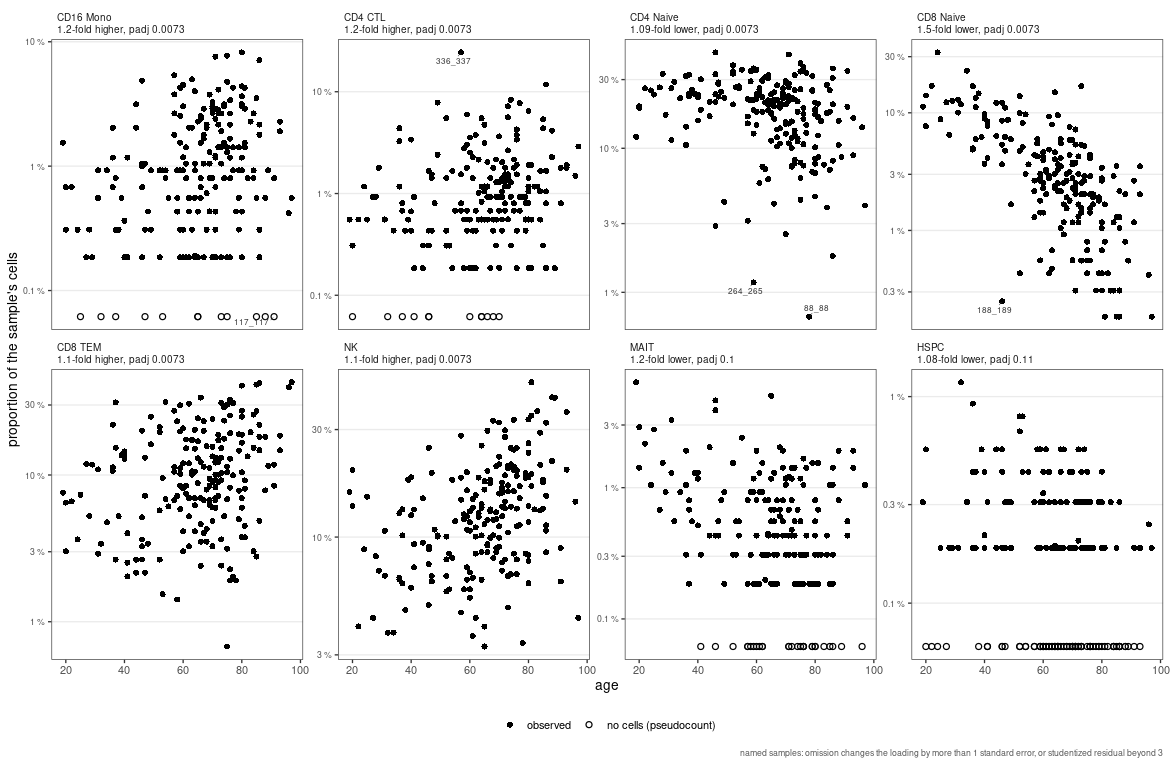 CD16 Mono
1.2-fold higher, padj 0.0073
CD4 CTL
1.2-fold higher, padj 0.0073
CD4 Naive
1.09-fold lower, padj 0.0073
CD8 Naive
1.5-fold lower, padj 0.0073
10 %
1 %
0.1 %
117_117
10 %
1 %
0.1 %
336_337
30 %
10 %
3 %
1 %
264_265
88_88
30 %
10 %
3 %
1 %
0.3 %
188_189
proportion of the sample's cells
CD8 TEM
1.1-fold higher, padj 0.0073
NK
1.1-fold higher, padj 0.0073
MAIT
1.2-fold lower, padj 0.1
HSPC
1.08-fold lower, padj 0.11
30 %
10 %
3 %
1 %
30 %
10 %
3 %
3 %
1 %
0.3 %
0.1 %
1 %
0.3 %
0.1 %
20 40 60 80 100
20 40 60 80 100
20 40 60 80 100
20 40 60 80 100
age
observed no cells (pseudocount)
named samples: omission changes the loading by more than 1 standard error, or studentized residual beyond 3